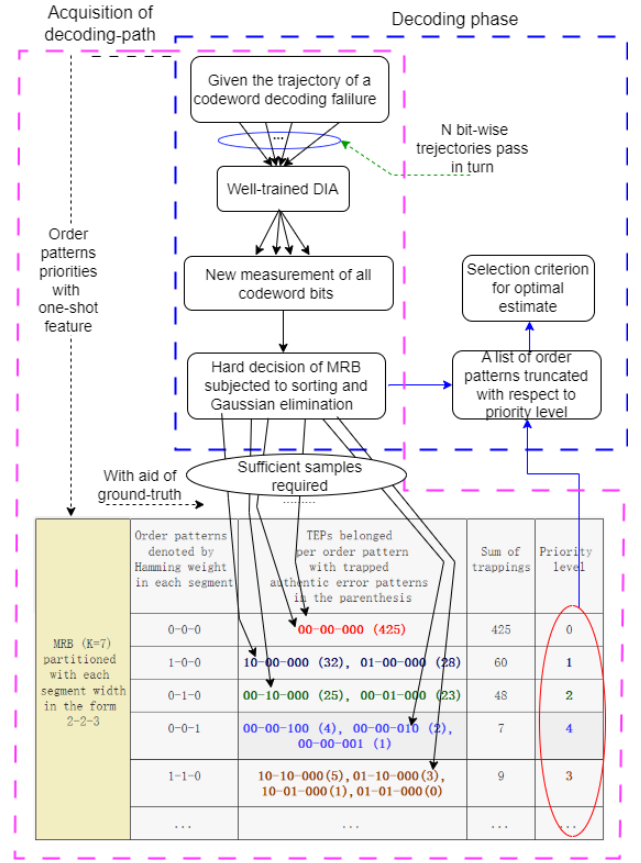 Acquisition of
decoding-path
Decoding phase
Given the trajectory of a
codeword decoding falilure
...
N bit-wise
trejectories pass
in turn
Well-trained DIA
Order
patterns
priorities
with
one-shot
feature
New measurement of all
codeword bits
Selection criterion
for optimal
estimate
Hard decision of MRB
subjected to sorting and
Gaussian elimination
A list of order
patterns truncated
with respect to
priority level
With aid of
ground-truth
Sufficient samples
required
.........
Order patterns
denoted by
Hamming weight
in each segment
TEPs belonged
per order pattern
with trapped
authentic error patterns
in the parenthesis
Sum of
trappings
Priority
level
MRB (K=7)
partitioned
with each
segment width
in the form
2-2-3
0-0-0
00-00-000 (425)
425
0
1-0-0
10-00-000 (32), 01-00-000 (28)
60
1
0-1-0
00-10-000 (25), 00-01-000 (23)
48
2
0-0-1
00-00-100 (4), 00-00-010 (2),
00-00-001 (1)
7
4
1-1-0
10-10-000(5), 01-10-000(3),
10-01-000(1), 01-01-000(0)
9
3
...
...
...
...